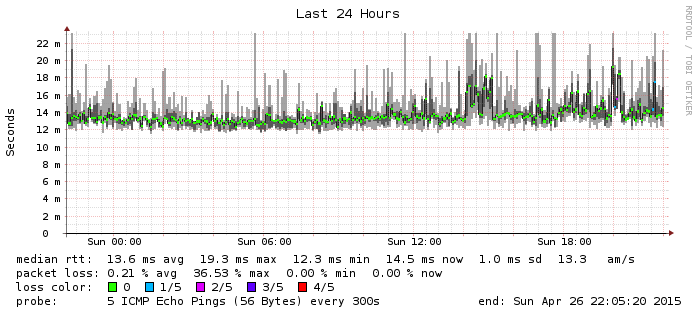 Last 24 Hours
RRDTOOL / TOBI OETIKER
Seconds
22 m
20 m
18 m
16 m
14 m
12 m
10 m
8 m
6 m
4 m
2 m
0
Sun 00:00 Sun 06:00 Sun 12:00 Sun 18:00
median rtt: 13.6 ms avg 19.3 ms max 12.3 ms min 14.5 ms now 1.0 ms sd 13.3 am/s
packet loss: 0.21 % avg 36.53 % max 0.00 % min 0.00 % now
loss color: 0 1/5 2/5 3/5 4/5
probe: 5 ICMP Echo Pings (56 Bytes) every 300s end: Sun Apr 26 22:05:20 2015